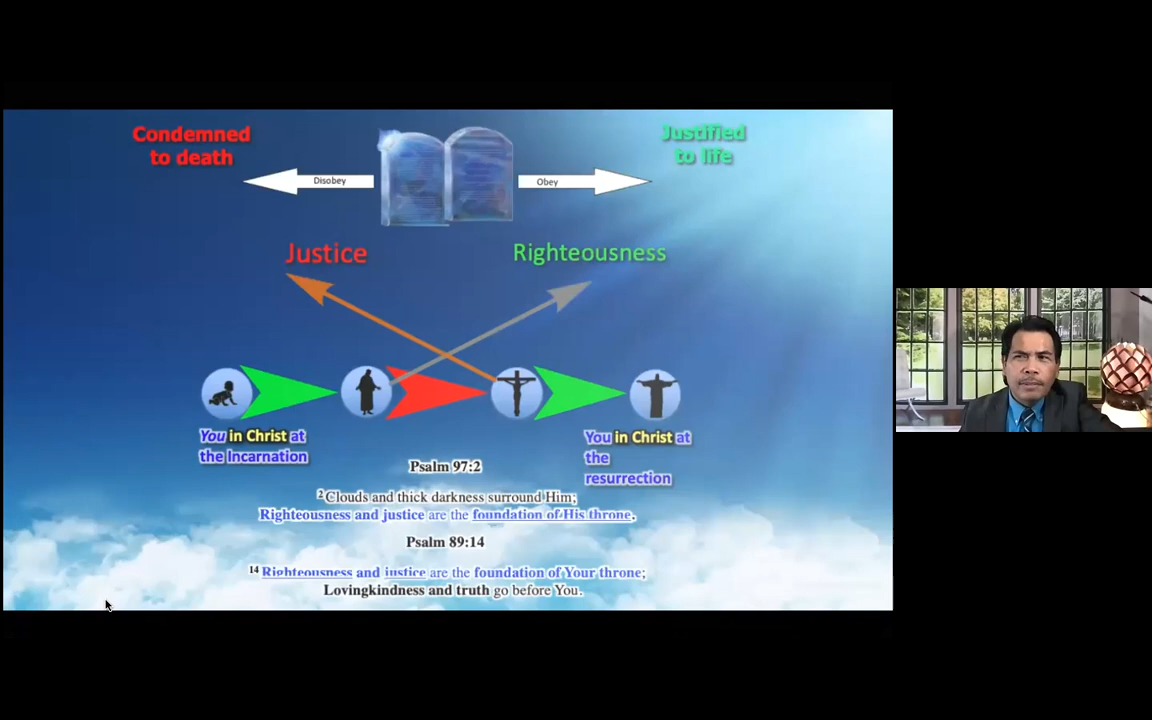 Condemned
to death
Justified
to life
Disobey
Obey
Justice
Righteousness
You in Christ at
the Incarnation
You in Christ at
the
resurrection
Psalm 97:2
2 Clouds and thick darkness surround Him;
Righteousness and justice are the foundation of His throne.
Psalm 89:14
14 Righteousness and justice are the foundation of Your throne;
Lovingkindness and truth go before You.